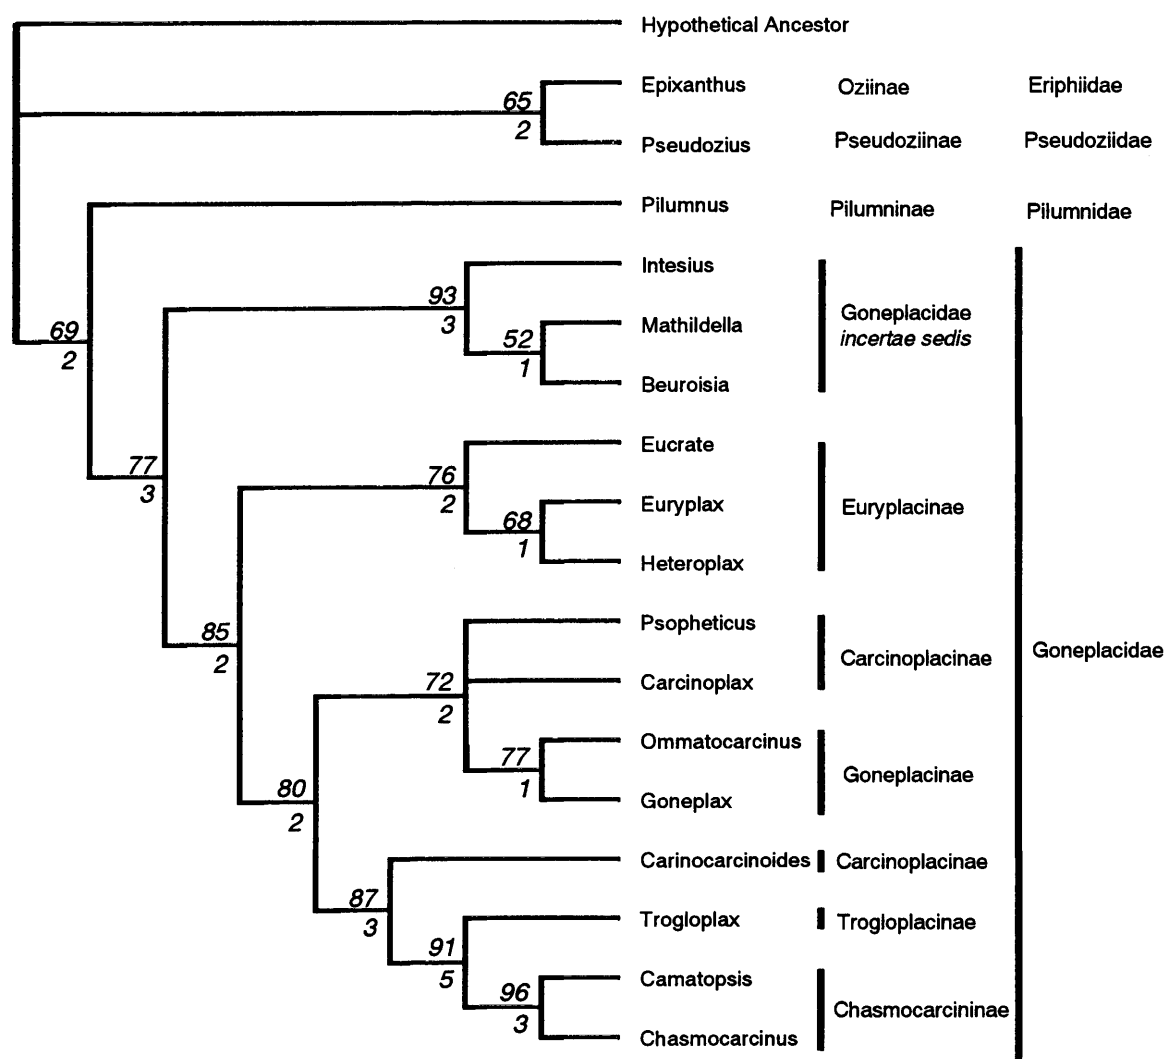 Hypothetical Ancestor
Epixanthus Oziinae Eriphiidae
65
2
Pseudozius Pseudoziinae Pseudoziidae
Pilumnus Pilumninae Pilumnidae
Intesius
93
3
Goneplacidae
incertae sedis
Mathildella
69
2
52
1
Beuroisia
Eucrate
77
3
76
2
Euryplax Euryplacinae
68
1
Heteroplax
Psopheticus
85
2
Carcinoplacinae Goneplacidae
72
2
Carcinoplax
Ommatocarcinus
77
1
Goneplacinae
80
2
Goneplax
Carinocarcinoides Carcinoplacinae
87
3
Trogloplax Trogloplacinae
91
5
Camatopsis
96
3
Chasmocarcininae
Chasmocarcinus